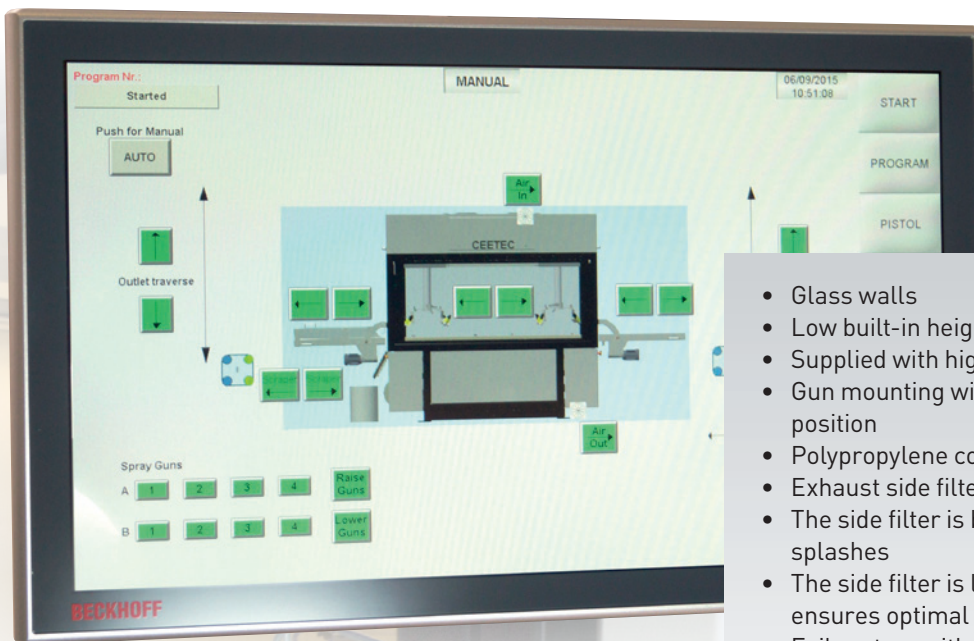 Program Nr.:
Started
MANUAL
06/09/2015
10:51:08
START
PROGRAM
PISTOL
Push for Manual
AUTO
Air
In
CEETEC
Outlet traverse
Scraper Scraper
Air
Out
Spray Guns
A 1 2 3 4
Raise
Guns
B 1 2 3 4
Lower
Guns
BECKHOFF
• Glass walls
• Low built-in heig
• Supplied with hig
• Gun mounting wi
position
• Polypropylene co
• Exhaust side filte
• The side filter is
splashes
• The side filter is
ensures optimal